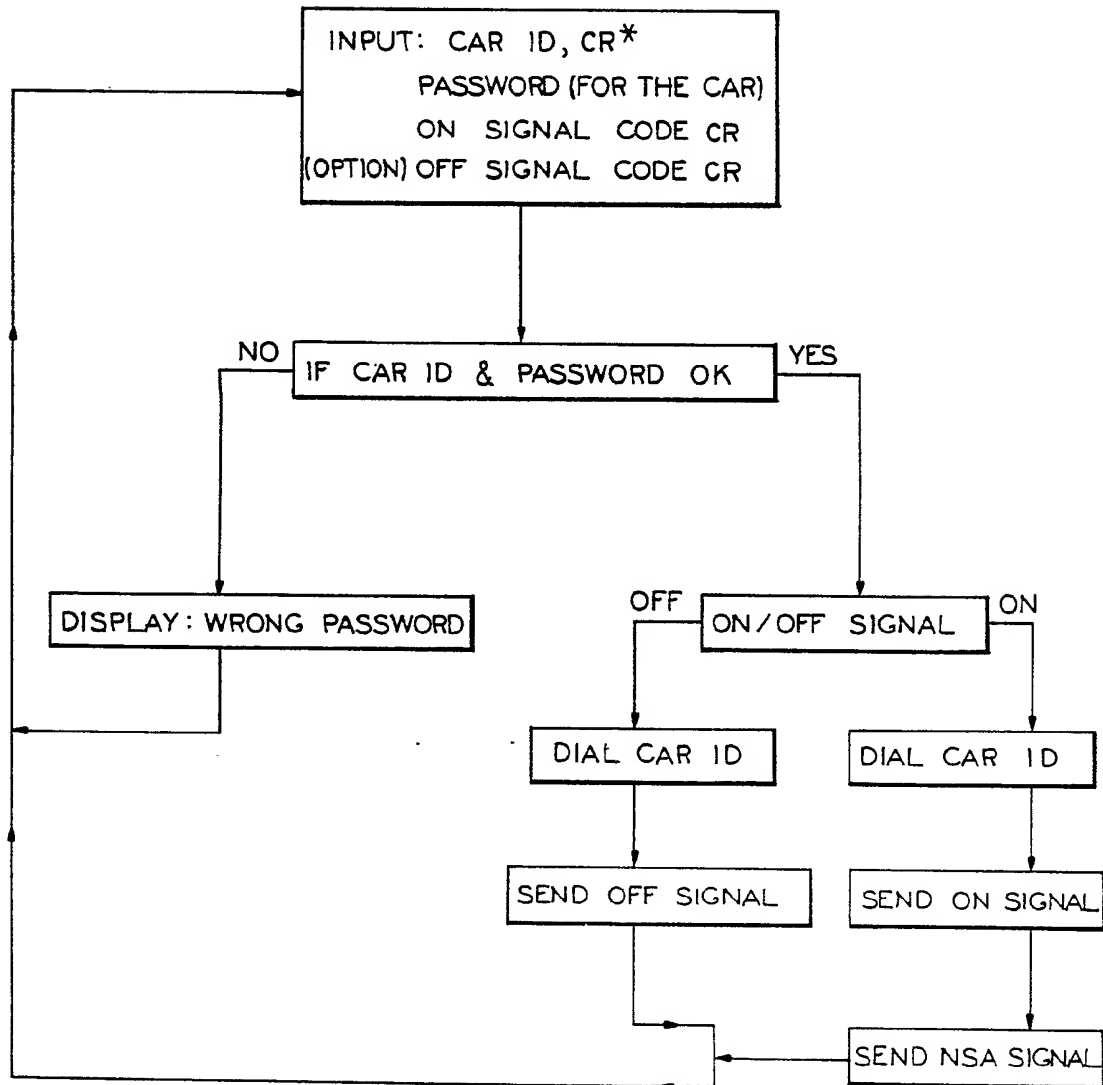 INPUT: CAR ID, CR*
PASSWORD (FOR THE CAR)
ON SIGNAL CODE CR
(OPTION) OFF SIGNAL CODE CR
NO
IF CAR ID & PASSWORD OK
YES
DISPLAY: WRONG PASSWORD
OFF
ON/OFF SIGNAL
ON
DIAL CAR ID
DIAL CAR ID
SEND OFF SIGNAL
SEND ON SIGNAL
SEND NSA SIGNAL